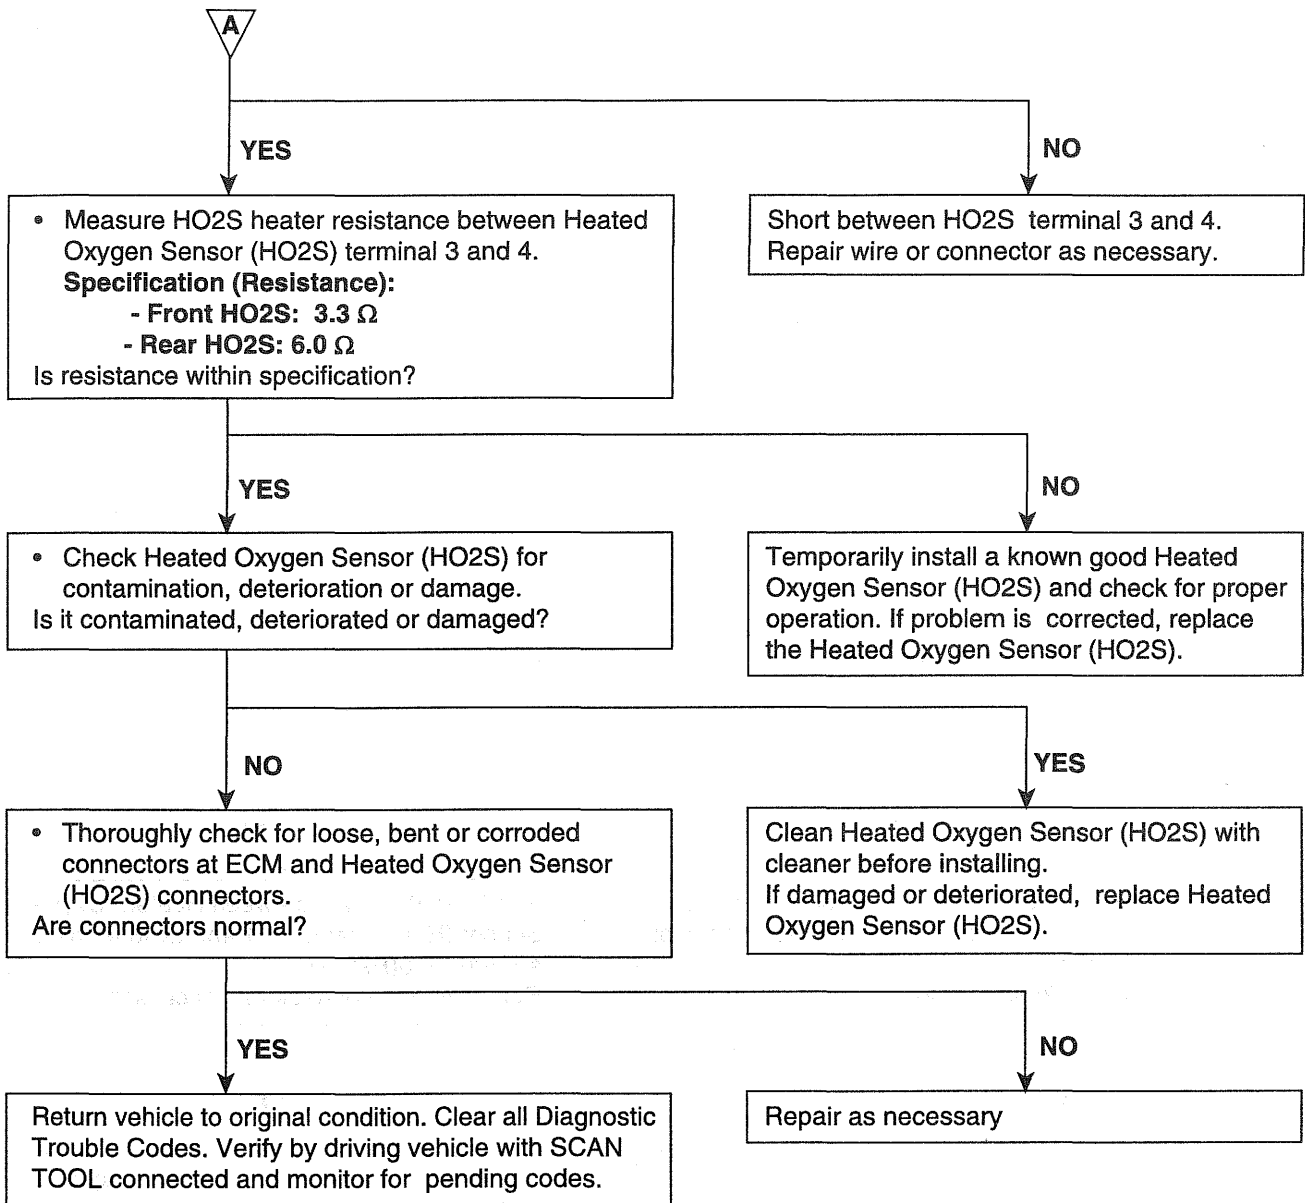 A
YES
NO
• Measure HO2S heater resistance between Heated
Oxygen Sensor (HO2S) terminal 3 and 4.
Specification (Resistance):
- Front HO2S: 3.3 Ω
- Rear HO2S: 6.0 Ω
Is resistance within specification?
Short between HO2S terminal 3 and 4.
Repair wire or connector as necessary.
YES
NO
• Check Heated Oxygen Sensor (HO2S) for
contamination, deterioration or damage.
Is it contaminated, deteriorated or damaged?
Temporarily install a known good Heated
Oxygen Sensor (HO2S) and check for proper
operation. If problem is corrected, replace
the Heated Oxygen Sensor (HO2S).
NO
YES
• Thoroughly check for loose, bent or corroded
connectors at ECM and Heated Oxygen Sensor
(HO2S) connectors.
Are connectors normal?
Clean Heated Oxygen Sensor (HO2S) with
cleaner before installing.
If damaged or deteriorated, replace Heated
Oxygen Sensor (HO2S).
YES
NO
Return vehicle to original condition. Clear all Diagnostic
Trouble Codes. Verify by driving vehicle with SCAN
TOOL connected and monitor for pending codes.
Repair as necessary